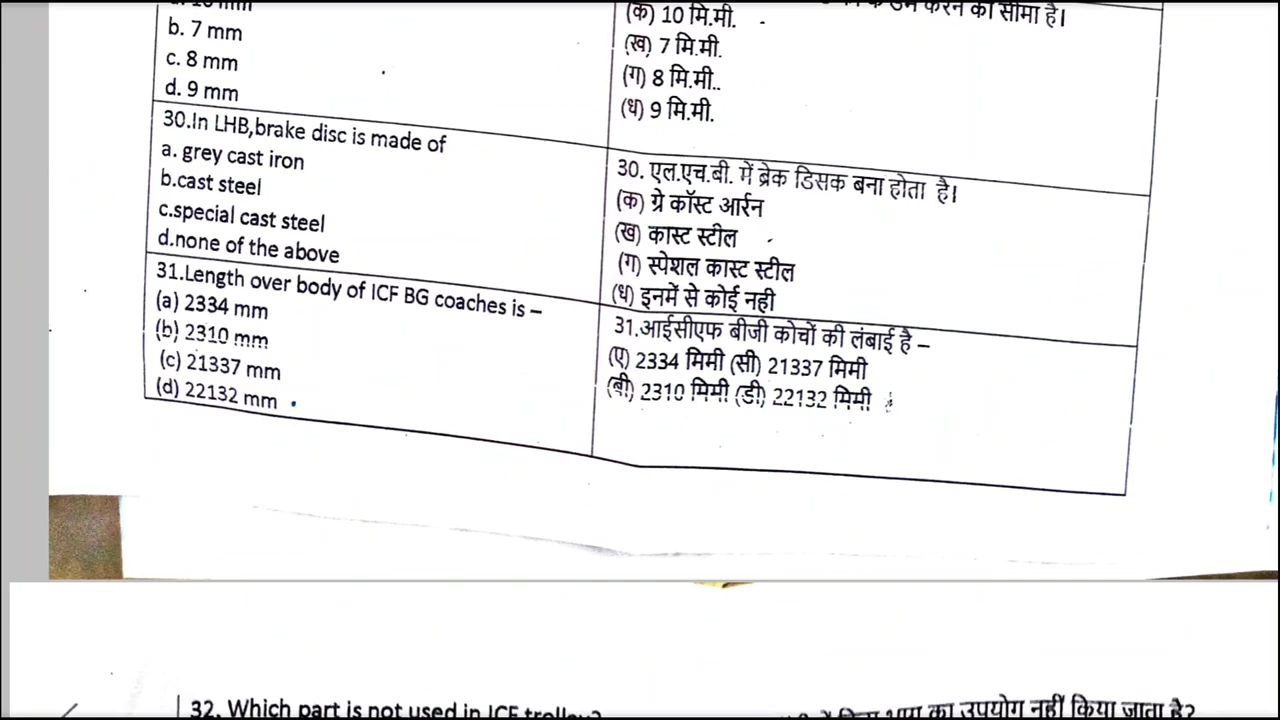 b. 7 mm
c. 8 mm
d. 9 mm
30.In LHB,brake disc is made of
a. grey cast iron
b.cast steel
c.special cast steel
d.none of the above
31.Length over body of ICF BG coaches is –
(a) 2334 mm
(b) 2310 mm
(c) 21337 mm
(d) 22132 mm
करने की सीमा है।
(क) 10 मि.मी.
(ख) 7 मि.मी.
(ग) 8 मि.मी..
(ध) 9 मि.मी.
30. एल.एच.बी. में ब्रेक डिसक बना होता है।
(क) ग्रे कॉस्ट आर्रन
(ख) कास्ट स्टील
(ग) स्पेशल कास्ट स्टील
(ध) इनमें से कोई नही
31.आईसीएफ बीजी कोचों की लंबाई है –
(ए) 2334 मिमी (सी) 21337 मिमी
(बी) 2310 मिमी (डी) 22132 मिमी
32. Which part is not used in ICF trolley?
भाग का उपयोग नहीं किया जाता है?